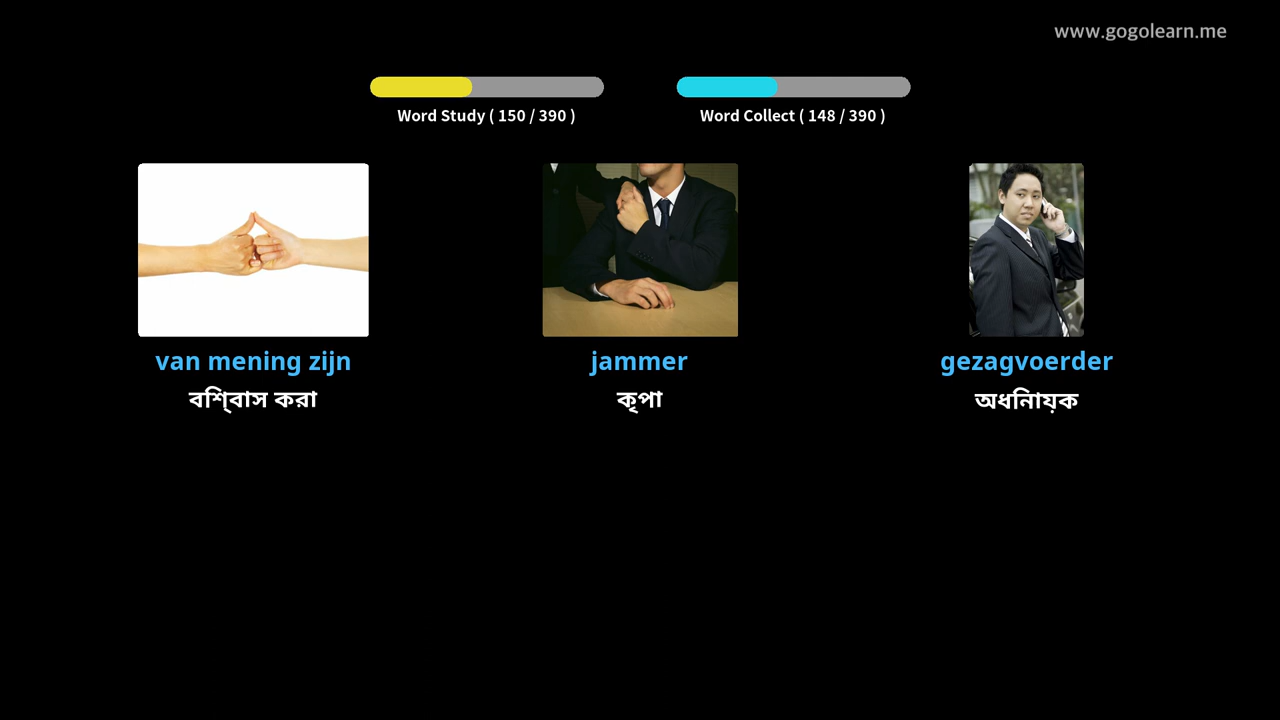 www.gogolearn.me
Word Study ( 150 / 390 )
Word Collect ( 148 / 390 )
van mening zijn
jammer
gezagvoerder
বিশ্বাস করা
কৃপা
অধিনায়ক